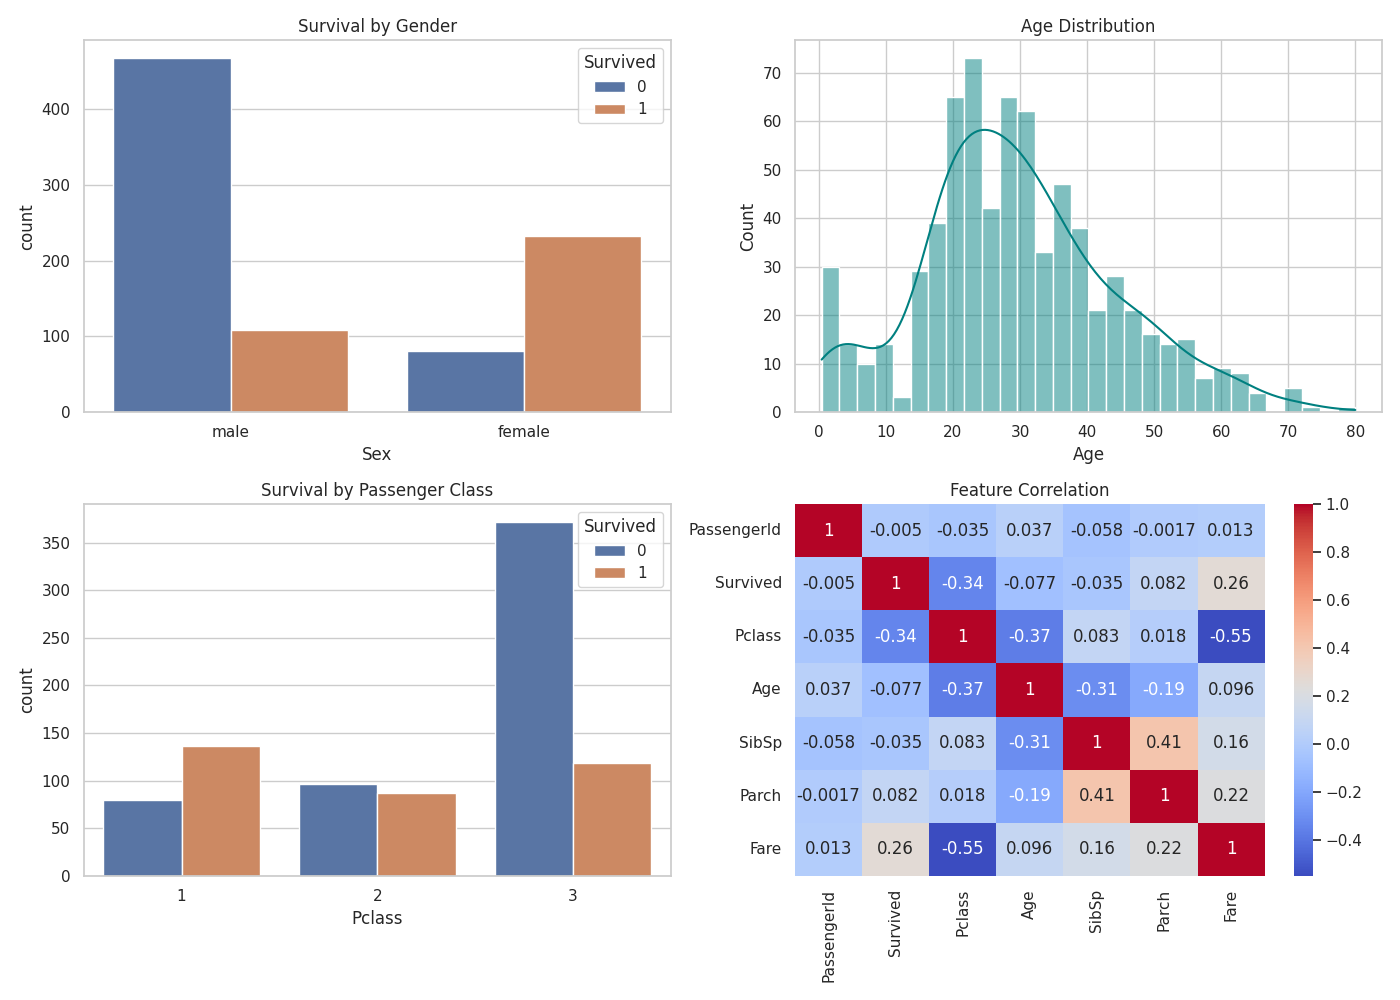 Survival by Gender
Survived
0
1
400
300
200
100
0
count
male female
Sex
Age Distribution
70
60
50
40
30
20
10
0
Count
0 10 20 30 40 50 60 70 80
Age
Survival by Passenger Class
Survived
0
1
350
300
250
200
150
100
50
0
count
1 2 3
Pclass
Feature Correlation
PassengerId 1 -0.005 -0.035 0.037 -0.058 -0.0017 0.013
Survived -0.005 1 -0.34 -0.077 -0.035 0.082 0.26
Pclass -0.035 -0.34 1 -0.37 0.083 0.018 -0.55
Age 0.037 -0.077 -0.37 1 -0.31 -0.19 0.096
SibSp -0.058 -0.035 0.083 -0.31 1 0.41 0.16
Parch -0.0017 0.082 0.018 -0.19 0.41 1 0.22
Fare 0.013 0.26 -0.55 0.096 0.16 0.22 1
PassengerId Survived Pclass Age SibSp Parch Fare
1.0
0.8
0.6
0.4
0.2
0.0
−0.2
−0.4